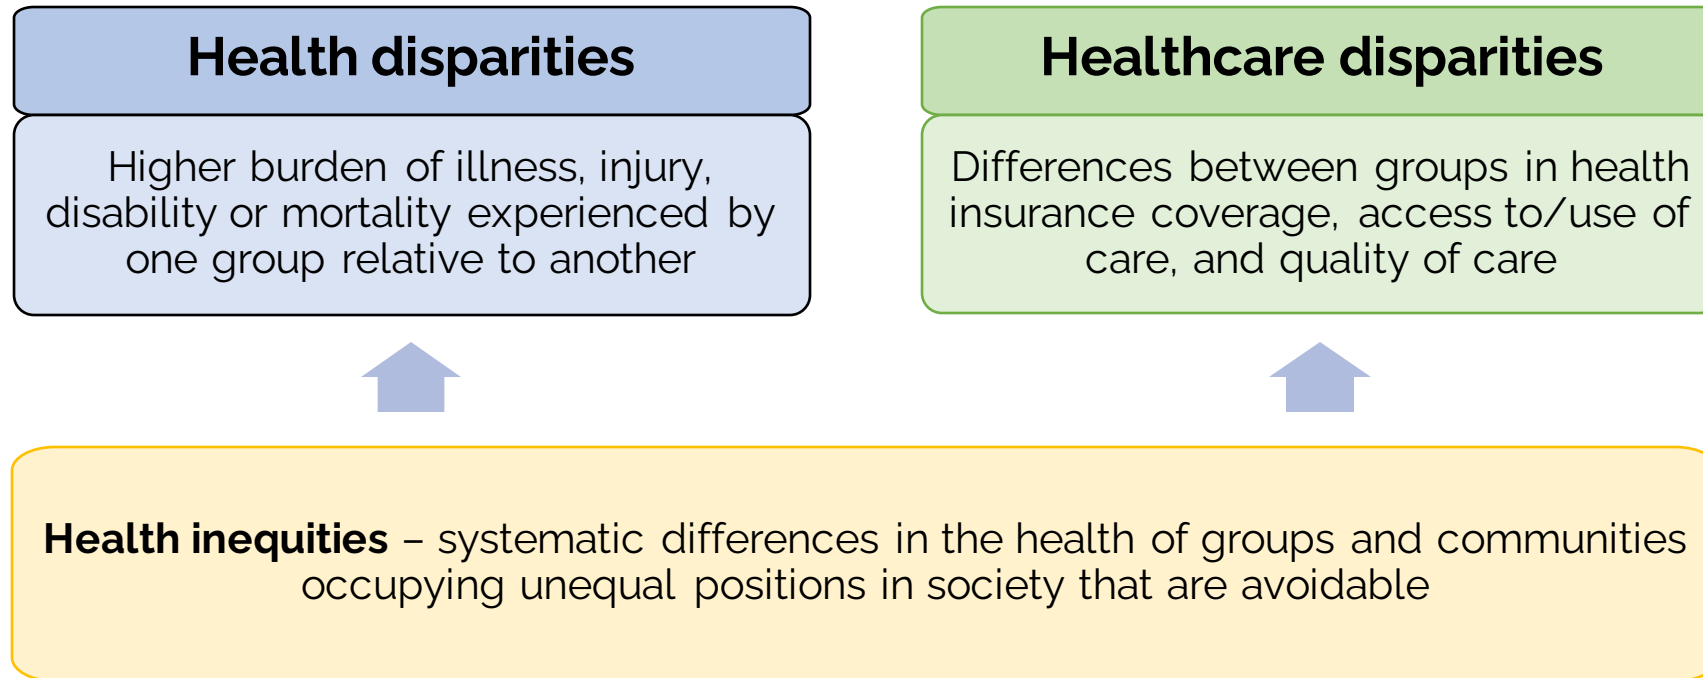 Health disparities
Higher burden of illness, injury,
disability or mortality experienced by
one group relative to another
Healthcare disparities
Differences between groups in health
insurance coverage, access to/use of
care, and quality of care
Health inequities – systematic differences in the health of groups and communities
occupying unequal positions in society that are avoidable